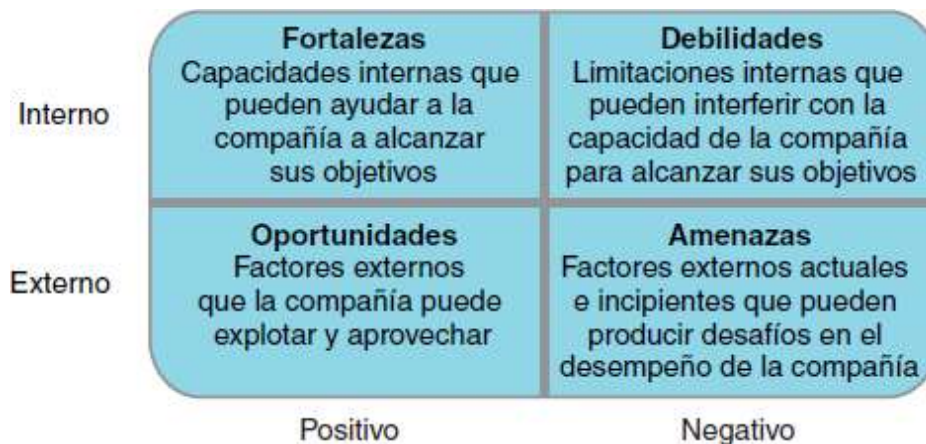 Interno
Fortalezas
Capacidades internas que
pueden ayudar a la
compañía a alcanzar
sus objetivos
Debilidades
Limitaciones internas que
pueden interferir con la
capacidad de la compañía
para alcanzar sus objetivos
Externo
Oportunidades
Factores externos
que la compañía puede
explotar y aprovechar
Amenazas
Factores externos actuales
e incipientes que pueden
producir desafíos en el
desempeño de la compañía
Positivo
Negativo